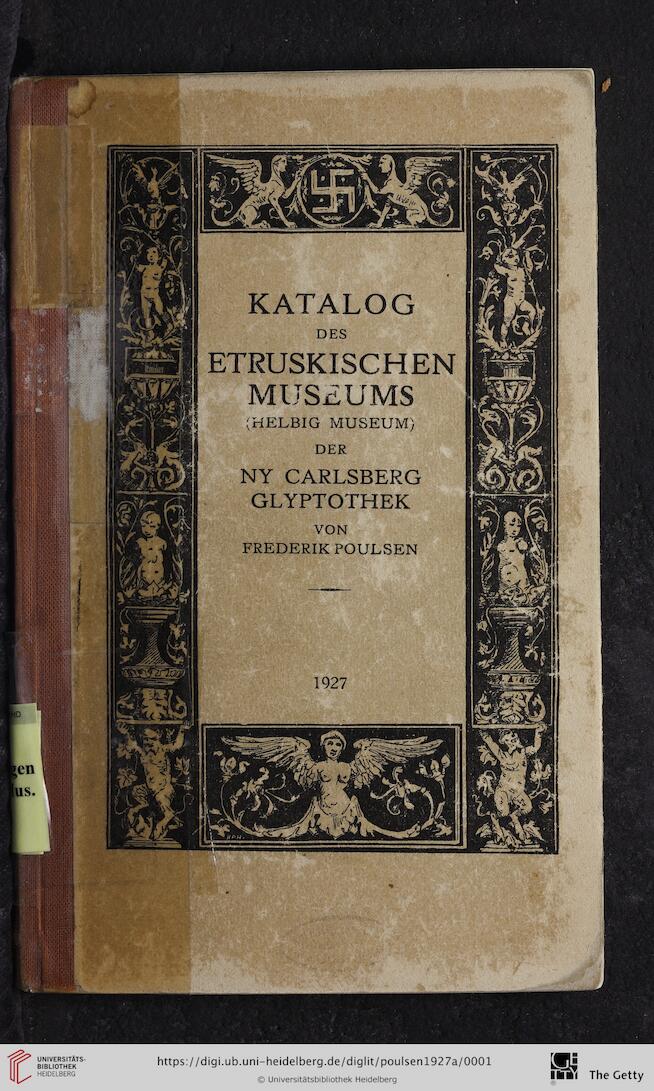 KATALOG
DES
ETRUSKISCHEN
MUSEUMS
(HELBIG MUSEUM)
DER
NY CARLSBERG
GLYPTOTHEK
VON
FREDERIK POULSEN
1927
gen
us.
UNIVERSITÄTS-
BIBLIOTHEK
HEIDELBERG
https://digi.ub.uni-heidelberg.de/diglit/poulsen1927a/0001
© Universitätsbibliothek Heidelberg
The Getty